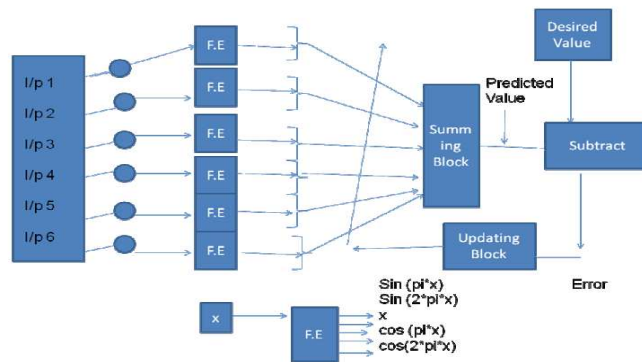 I/p 1
I/p 2
I/p 3
I/p 4
I/p 5
I/p 6
F.E
F.E
F.E
F.E
F.E
F.E
Summ
ing
Block
Predicted
Value
Desired
Value
Subtract
Updating
Block
Error
x
F.E
Sin (pi*x)
Sin (2*pi*x)
x
cos (pi*x)
cos(2*pi*x)